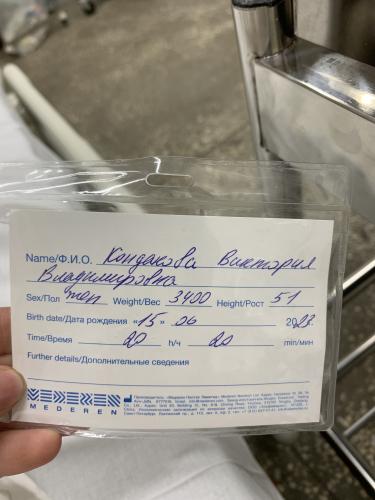 Name/Ф.И.О. Кондакова Виктория
Владимировна
Sex/Пол жен Weight/Вес 3400 Height/Рост 51
Birth date/Дата рождения «15» 06 2023.
Time/Время 20 h/ч 20 min/мин
Further details/Дополнительные сведения
MEDEREN